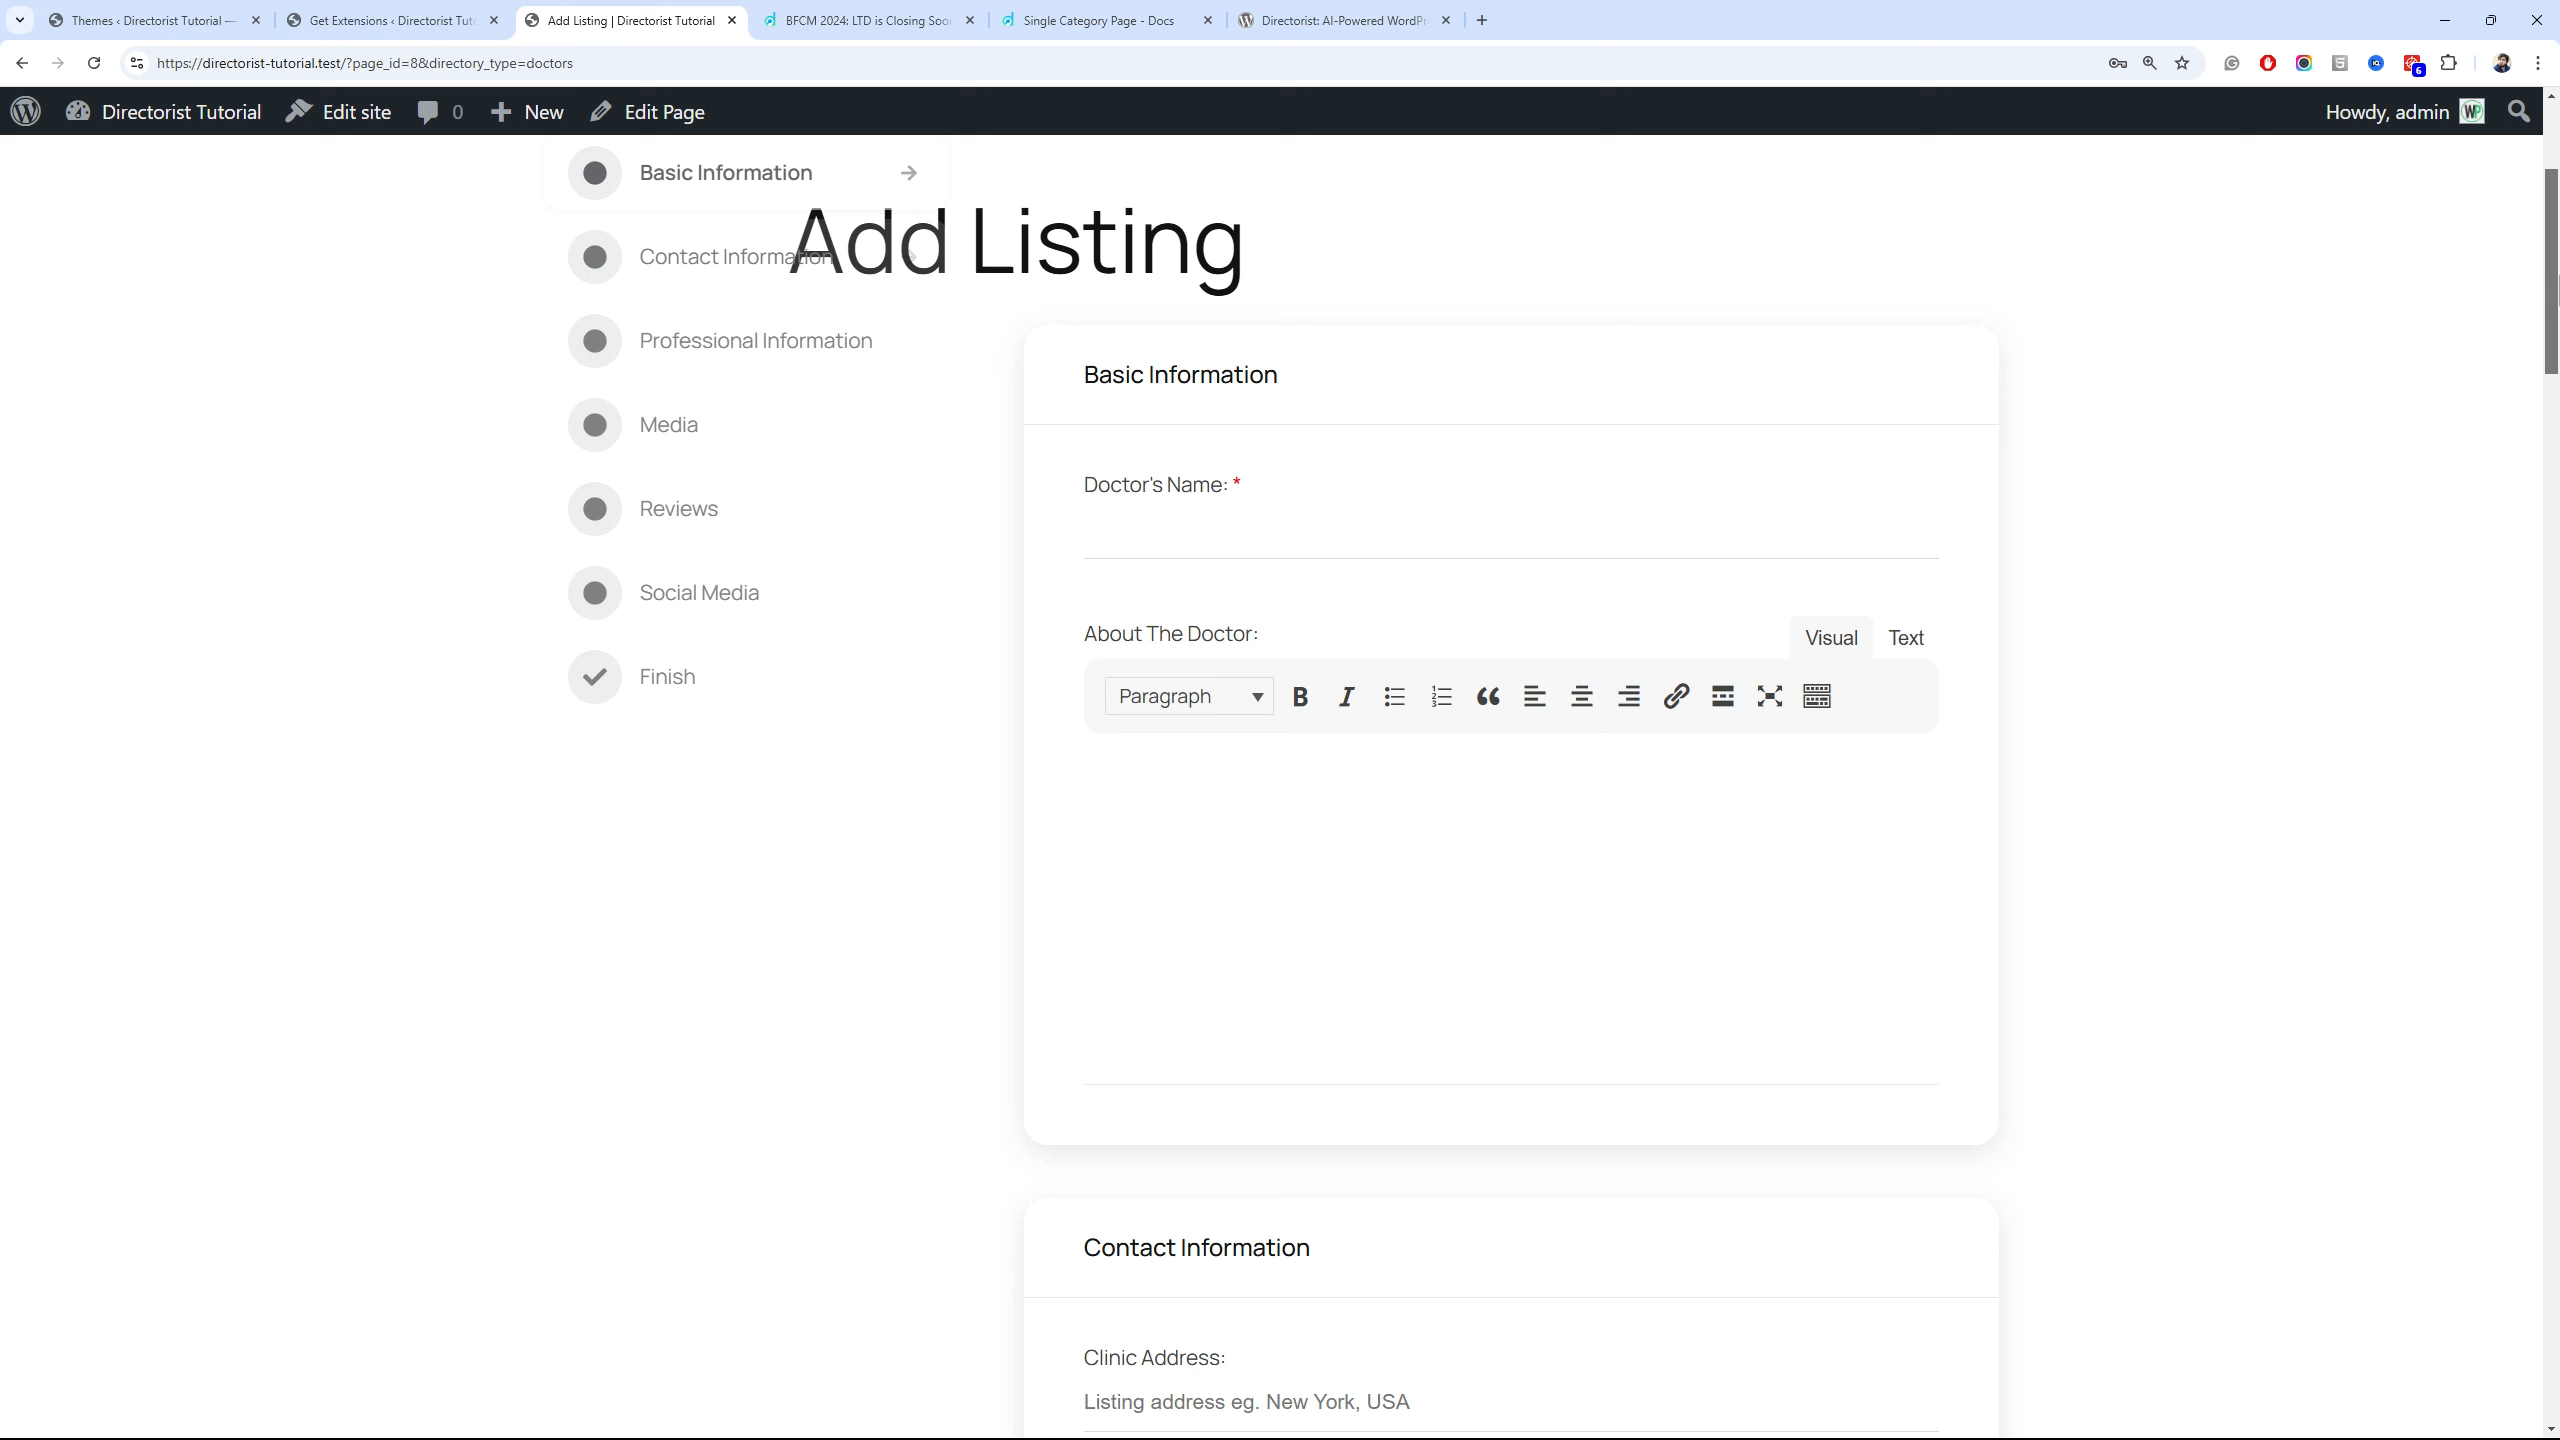 Themes ‹ Directorist Tutorial —
Get Extensions ‹ Directorist Tut
Add Listing | Directorist Tutorial
BFCM 2024: LTD is Closing Soo
Single Category Page - Docs
Directorist: AI-Powered WordPr
https://directorist-tutorial.test/?page_id=8&directory_type=doctors
6
Directorist Tutorial
Edit site
0
New
Edit Page
Howdy, admin
Basic Information
Add Listing
Contact Information
Professional Information
Media
Reviews
Social Media
Finish
Basic Information
Doctor's Name: *
About The Doctor:
Visual
Text
Paragraph
Contact Information
Clinic Address:
Listing address eg. New York, USA